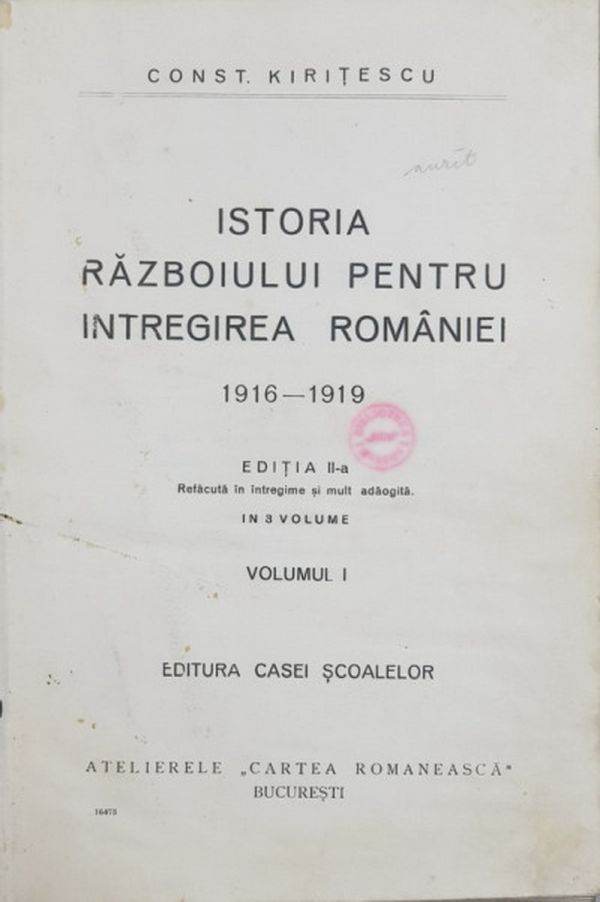 CONST. KIRIȚESCU
aurit
ISTORIA
RĂZBOIULUI PENTRU
INTREGIREA ROMÂNIEI
1916—1919
EDIȚIA II-a
Refăcută în întregime și mult adăogită.
IN 3 VOLUME
VOLUMUL I
EDITURA CASEI ȘCOALELOR
ATELIERELE „CARTEA ROMANEASCĂ"
BUCUREȘTI
16475